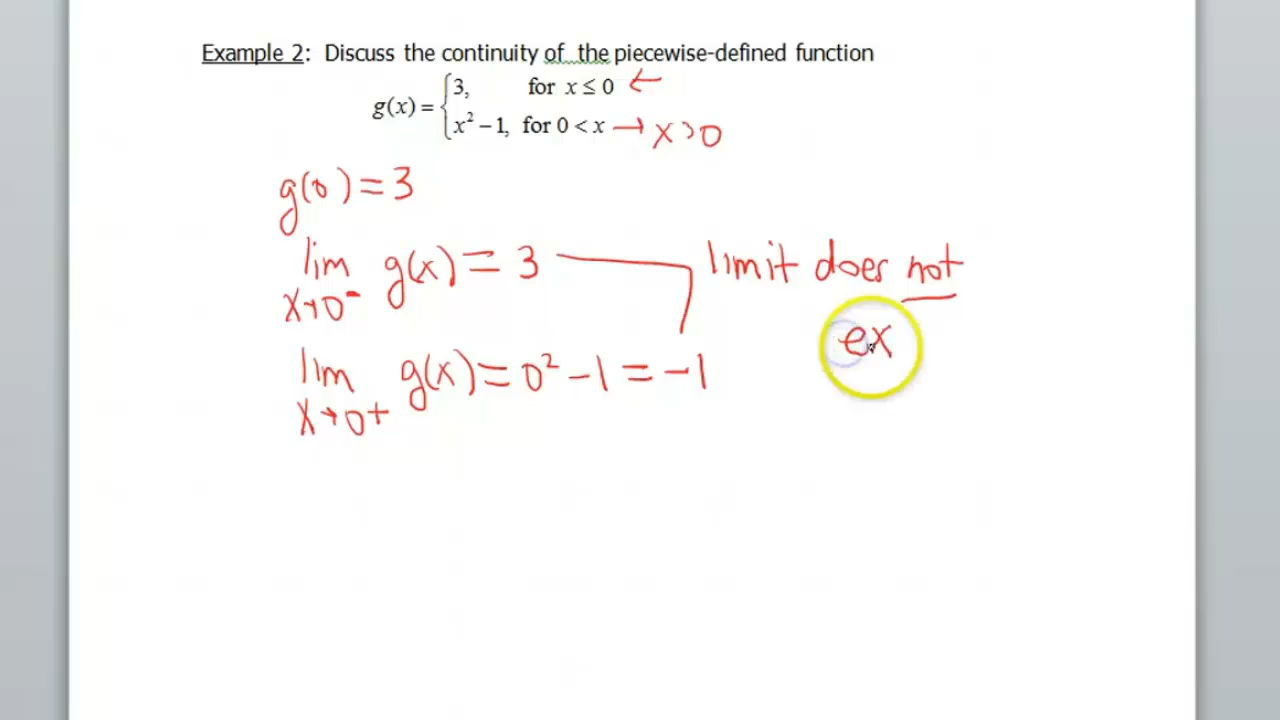 Example 2: Discuss the continuity of the piecewise-defined function
g(x) = { 3, for x ≤ 0 ←
x² − 1, for 0 < x → x > 0
g(0) = 3
lim x→0⁻ g(x) = 3
limit does not
ex
lim x→0+ g(x) = 0² − 1 = −1